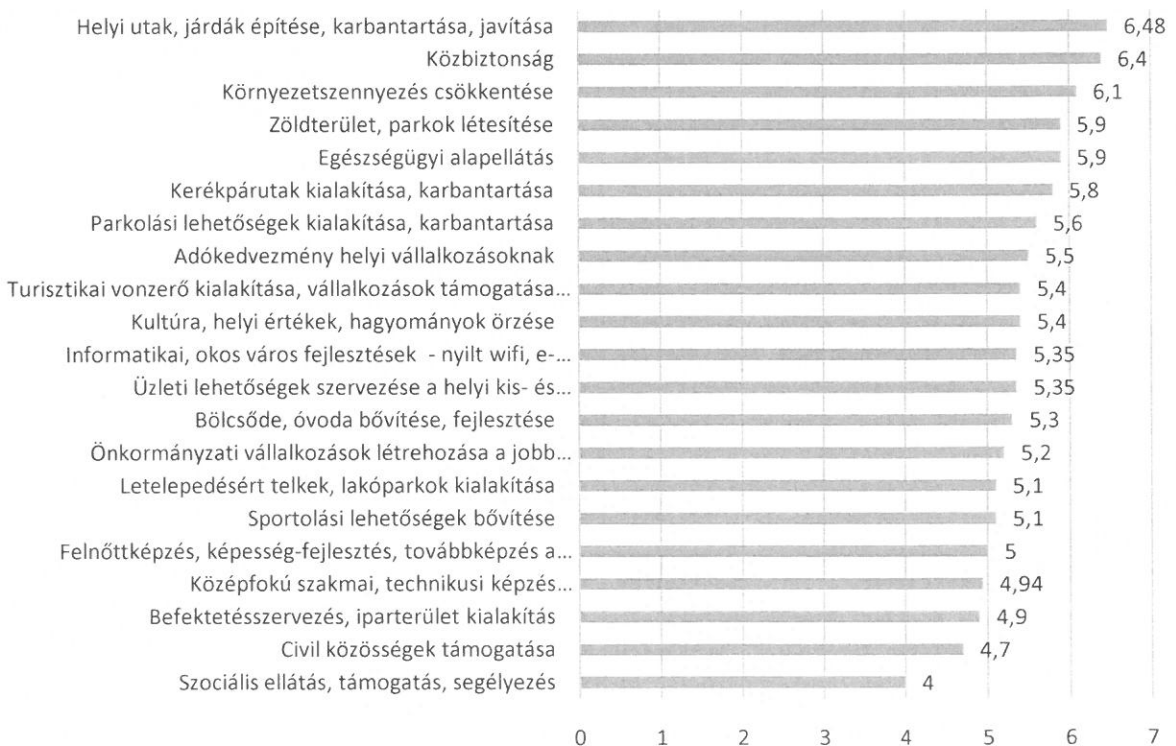 Helyi utak, járdák építése, karbantartása, javítása 6,48
Közbiztonság 6,4
Környezetszennyezés csökkentése 6,1
Zöldterület, parkok létesítése 5,9
Egészségügyi alapellátás 5,9
Kerékpárutak kialakítása, karbantartása 5,8
Parkolási lehetőségek kialakítása, karbantartása 5,6
Adókedvezmény helyi vállalkozásoknak 5,5
Turisztikai vonzerő kialakítása, vállalkozások támogatása... 5,4
Kultúra, helyi értékek, hagyományok örzése 5,4
Informatikai, okos város fejlesztések - nyilt wifi, e-... 5,35
Üzleti lehetőségek szervezése a helyi kis- és... 5,35
Bölcsőde, óvoda bővítése, fejlesztése 5,3
Önkormányzati vállalkozások létrehozása a jobb... 5,2
Letelepedésért telkek, lakóparkok kialakítása 5,1
Sportolási lehetőségek bővítése 5,1
Felnőttképzés, képesség-fejlesztés, továbbképzés a... 5
Középfokú szakmai, technikusi képzés... 4,94
Befektetésszervezés, iparterület kialakítás 4,9
Civil közösségek támogatása 4,7
Szociális ellátás, támogatás, segélyezés 4
0 1 2 3 4 5 6 7